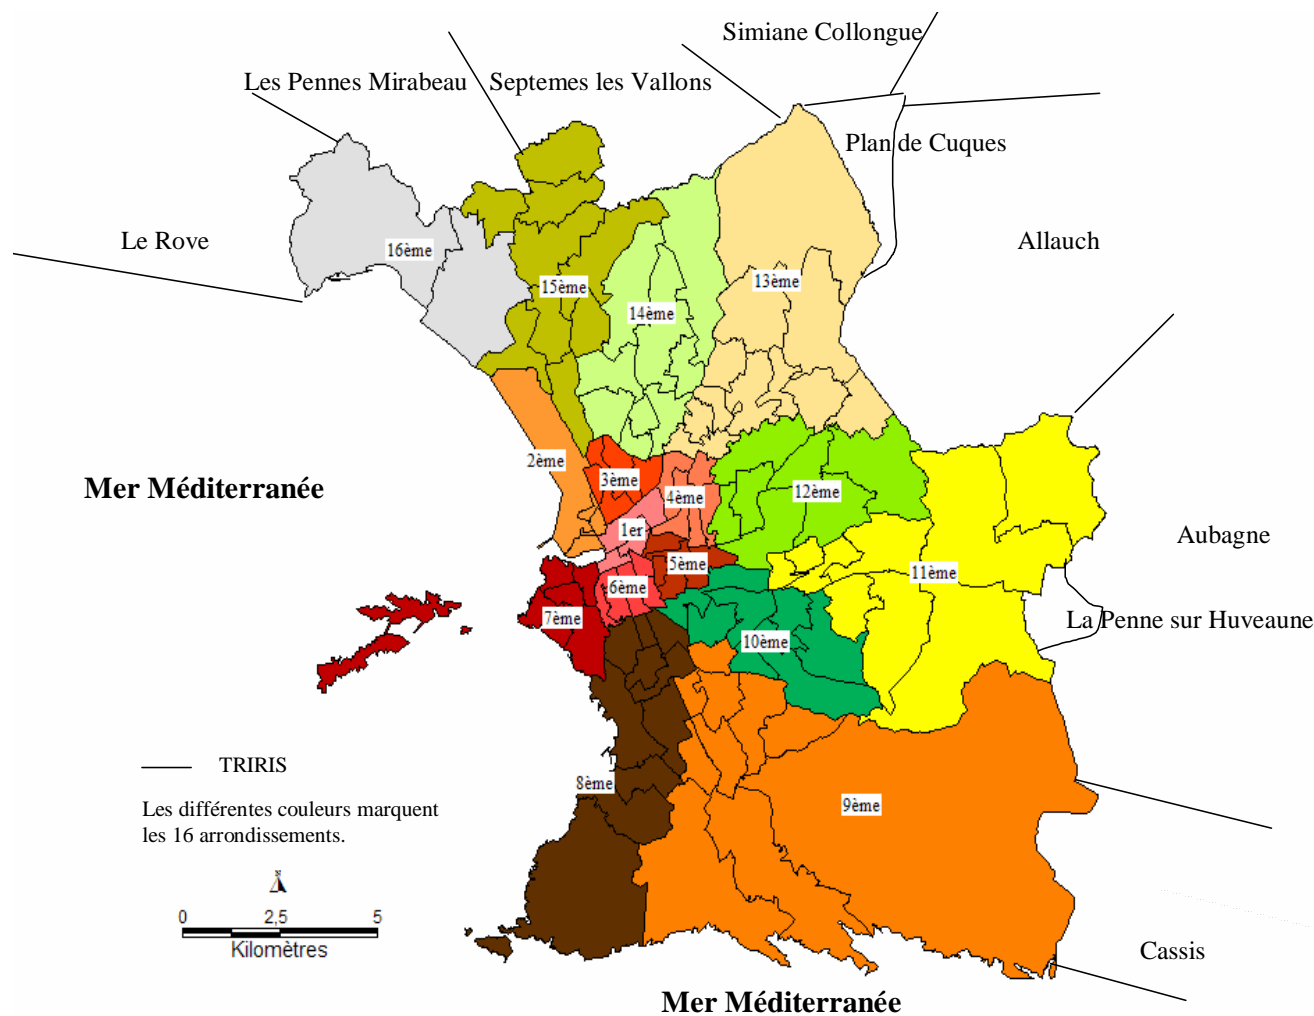 Simiane Collongue
Les Pennes Mirabeau
Septemes les Vallons
Plan de Cuques
Le Rove
Allauch
16ème
15ème
13ème
14ème
2ème
3ème
Mer Méditerranée
4ème
12ème
1er
Aubagne
5ème
11ème
6ème
7ème
La Penne sur Huveaune
10ème
TRIRIS
8ème
9ème
Les différentes couleurs marquent
les 16 arrondissements.
N
0 2,5 5
Kilomètres
Cassis
Mer Méditerranée